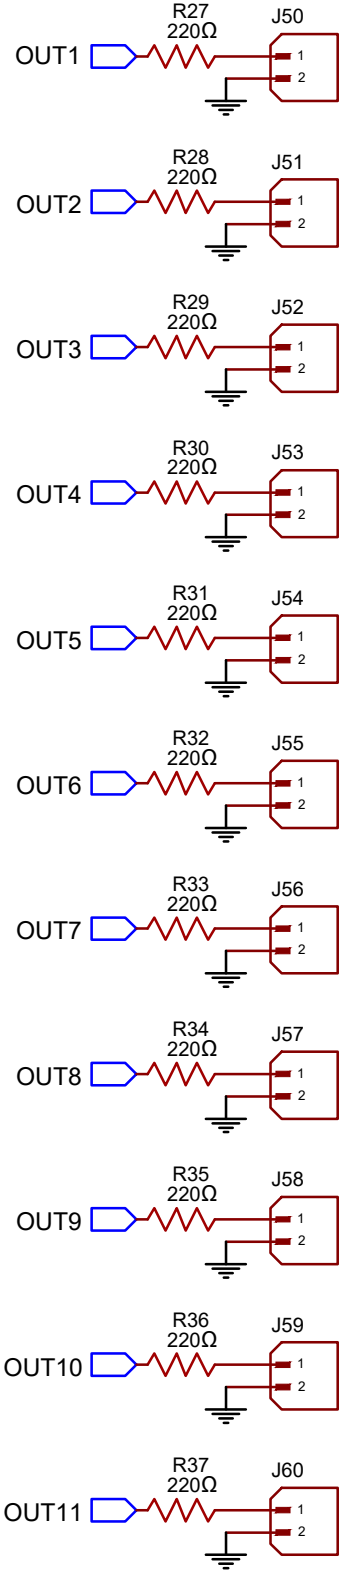 R27 J50
220Ω
OUT1 1
2
R28 J51
220Ω
OUT2 1
2
R29 J52
220Ω
OUT3 1
2
R30 J53
220Ω
OUT4 1
2
R31 J54
220Ω
OUT5 1
2
R32 J55
220Ω
OUT6 1
2
R33 J56
220Ω
OUT7 1
2
R34 J57
220Ω
OUT8 1
2
R35 J58
220Ω
OUT9 1
2
R36 J59
220Ω
OUT10 1
2
R37 J60
220Ω
OUT11 1
2